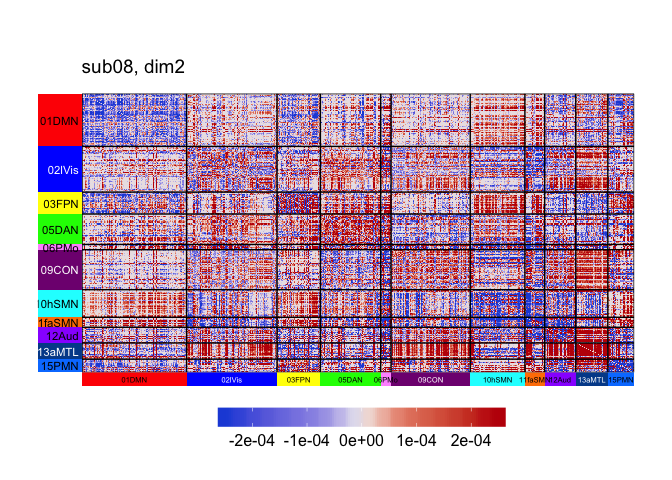 sub08, dim2
01DMN
02lVis
03FPN
05DAN
06PMo
09CON
10hSMN
1faSMN
12Aud
13aMTL
15PMN
01DMN
02lVis
03FPN
05DAN
06PMo
09CON
10hSMN
11faSMN
12Aud
13aMTL
15PMN
-2e-04 -1e-04 0e+00 1e-04 2e-04